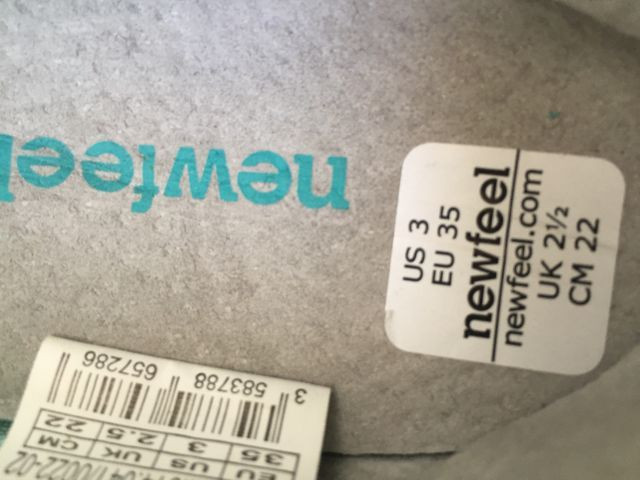 newfeel
US 3
EU 35
newfeel
newfeel.com
UK 2½
CM 22
3 583788 657286
EU US UK CM
35 3 2.5 22